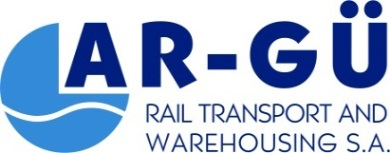 AR-GÜ
RAIL TRANSPORT AND
WAREHOUSING S.A.